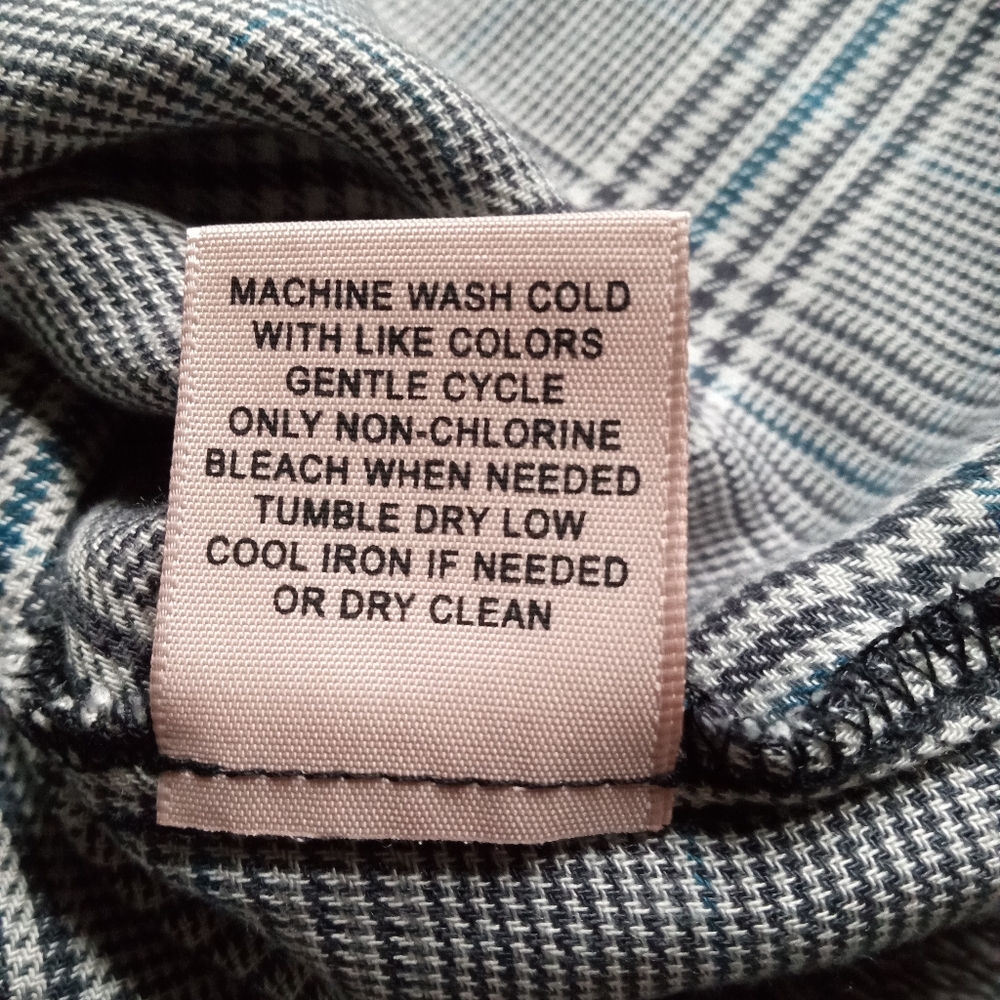 MACHINE WASH COLD
WITH LIKE COLORS
GENTLE CYCLE
ONLY NON-CHLORINE
BLEACH WHEN NEEDED
TUMBLE DRY LOW
COOL IRON IF NEEDED
OR DRY CLEAN